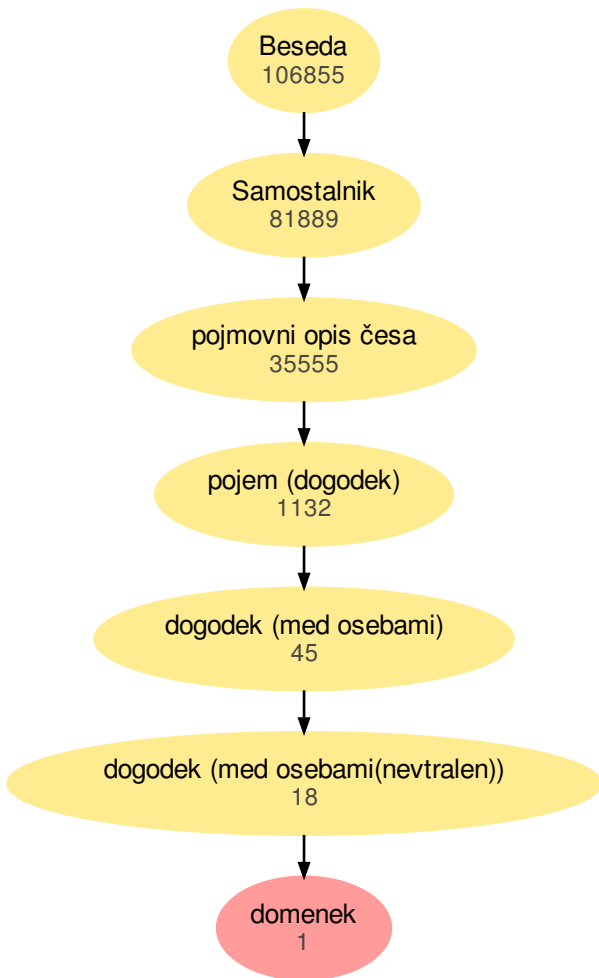 Beseda
106855
Samostalnik
81889
pojmovni opis česa
35555
pojem (dogodek)
1132
dogodek (med osebami)
45
dogodek (med osebami(nevtralen))
18
domenek
1